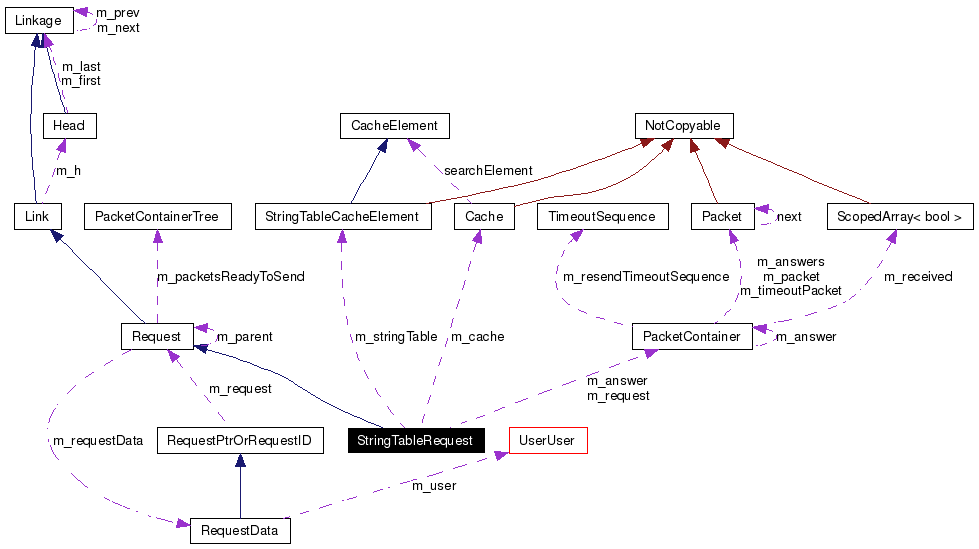 Linkage
m_prev
m_next
m_last
m_first
Head
CacheElement
NotCopyable
m_h
searchElement
Link
PacketContainerTree
StringTableCacheElement
Cache
TimeoutSequence
Packet
next
ScopedArray< bool >
m_packetsReadyToSend
m_resendTimeoutSequence
m_answers
m_packet
m_timeoutPacket
m_received
Request
m_parent
m_stringTable
m_cache
PacketContainer
m_answer
m_request
m_answer
m_request
m_requestData
RequestPtrOrRequestID
StringTableRequest
UserUser
m_user
RequestData